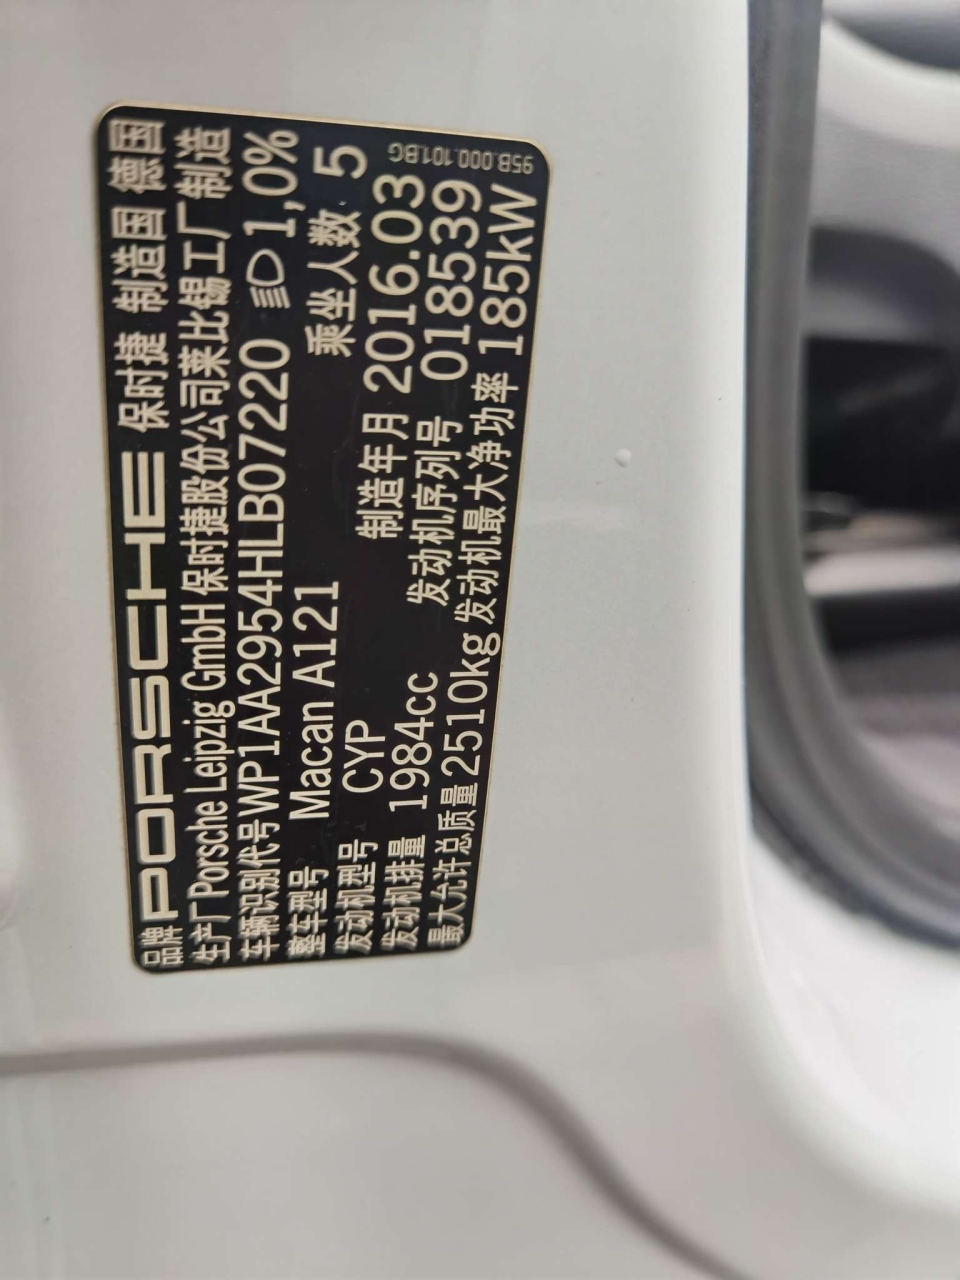 品牌 PORSCHE 保时捷 制造国 德国
生产厂 Porsche Leipzig GmbH 保时捷股份公司莱比锡工厂制造
车辆识别代号 WP1AA2954HLB07220 1,0%
整车型号 Macan A121 乘坐人数 5
发动机型号 CYP 制造年月 2016.03
发动机排量 1984cc 发动机序列号 018539
最大允许总质量 2510kg 发动机最大净功率 185kW
95B.000.101.BG